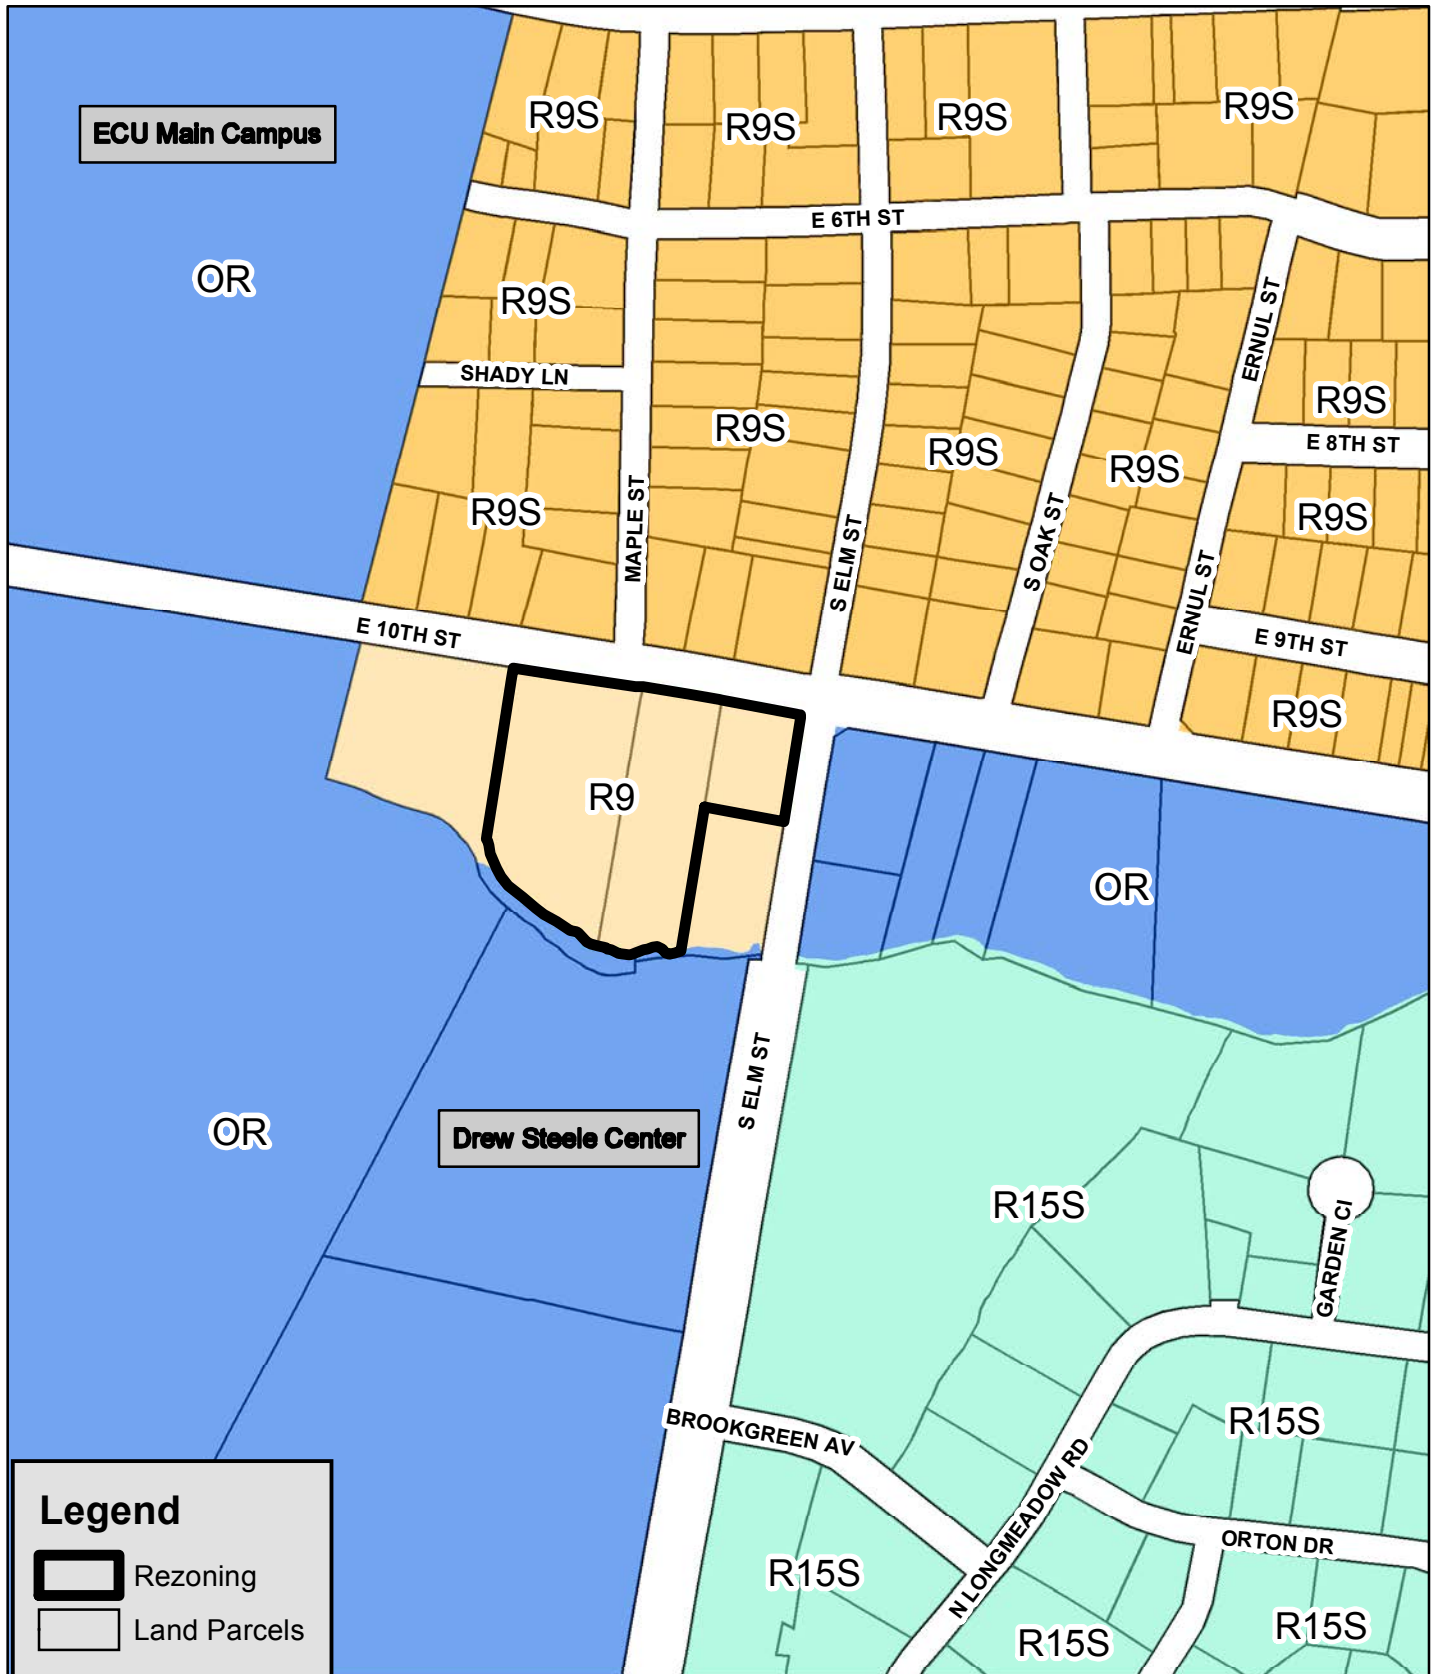 R9S
R9S
R9S
R9S
ECU Main Campus
E 6TH ST
OR
R9S
ERNUL ST
SHADY LN
R9S
R9S
R9S
R9S
E 8TH ST
R9S
R9S
R9S
MAPLE ST
S ELM ST
S OAK ST
ERNUL ST
E 10TH ST
E 9TH ST
R9S
R9
OR
S ELM ST
OR
Drew Steele Center
R15S
GARDEN CI
BROOKGREEN AV
R15S
N LONGMEADOW RD
ORTON DR
R15S
R15S
R15S
Legend
Rezoning
Land Parcels